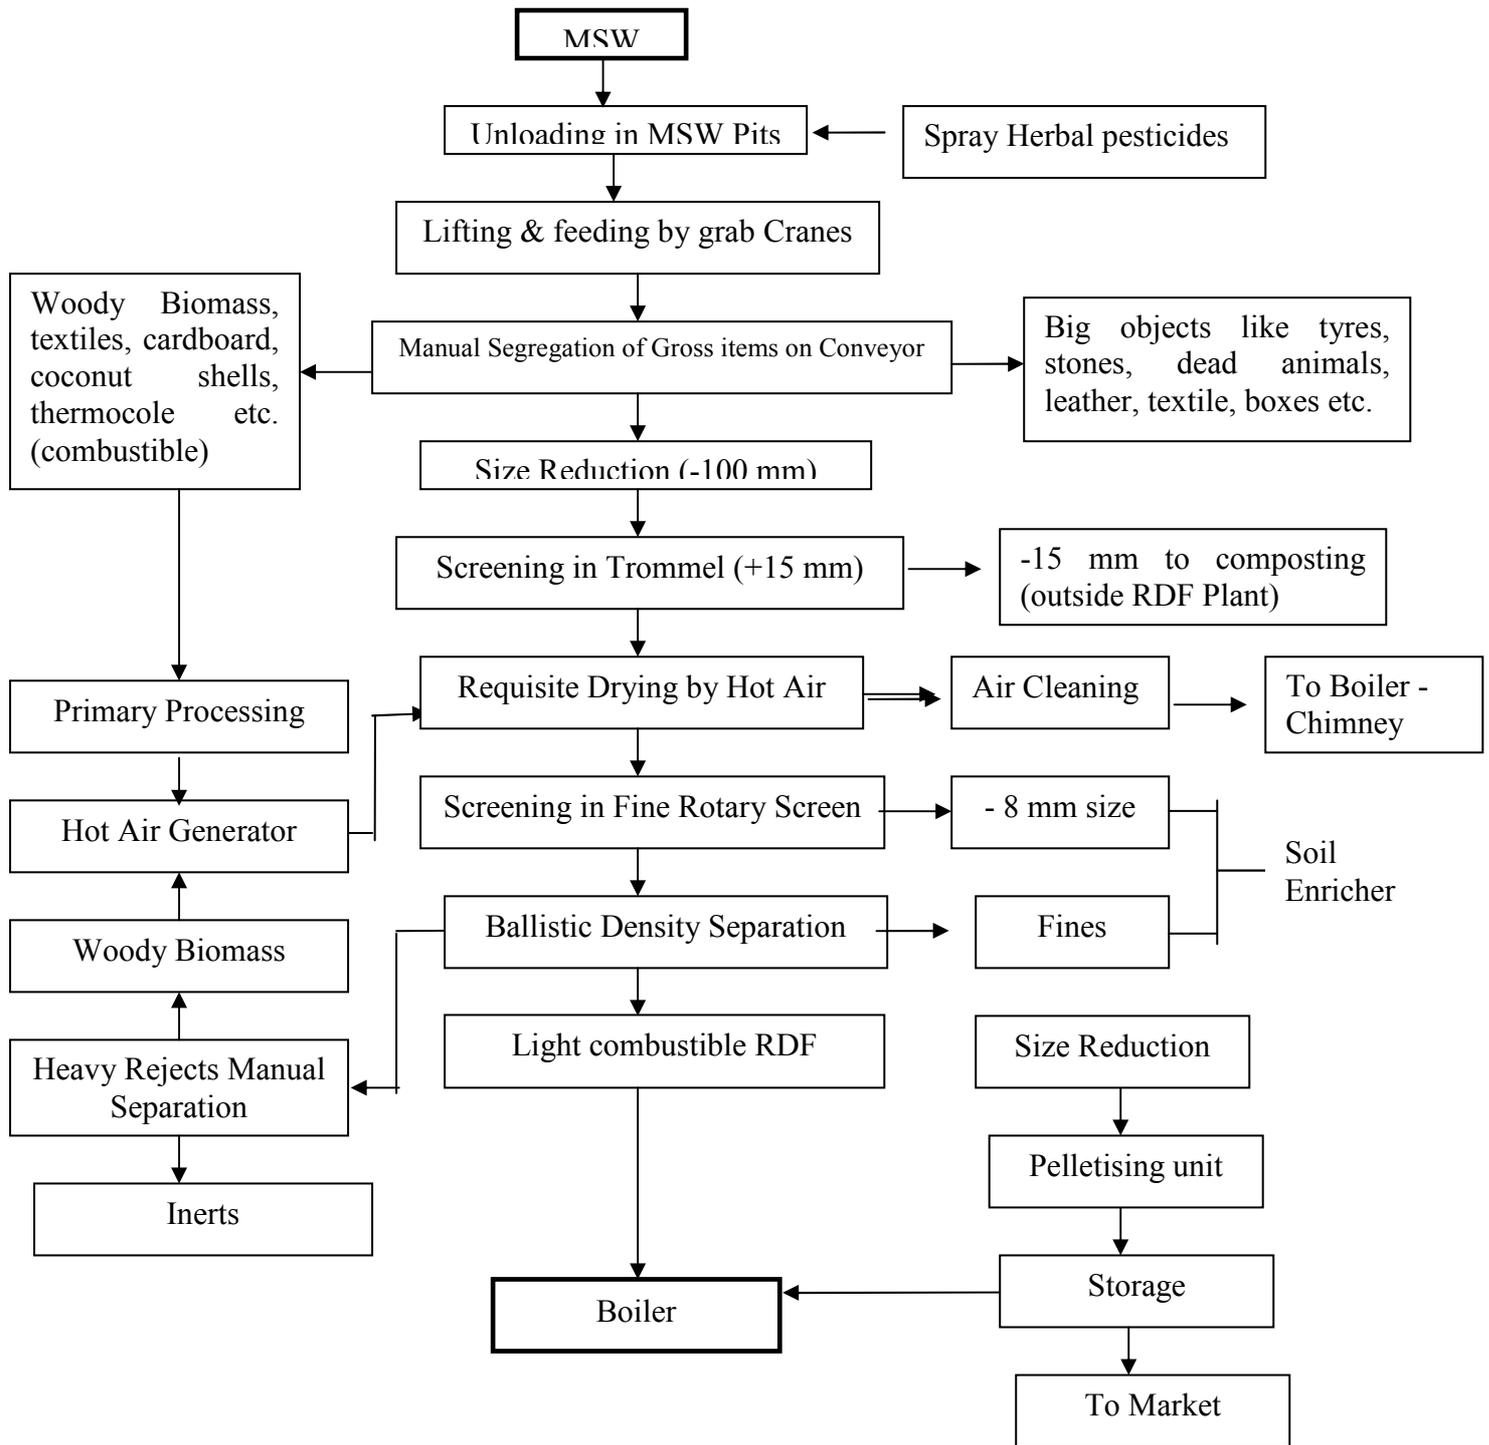 MSW
Unloading in MSW Pits
Spray Herbal pesticides
Lifting & feeding by grab Cranes
Woody Biomass,
textiles, cardboard,
coconut shells,
thermocole etc.
(combustible)
Manual Segregation of Gross items on Conveyor
Big objects like tyres,
stones, dead animals,
leather, textile, boxes etc.
Size Reduction (-100 mm)
Screening in Trommel (+15 mm)
-15 mm to composting
(outside RDF Plant)
Primary Processing
Requisite Drying by Hot Air
Air Cleaning
To Boiler -
Chimney
Hot Air Generator
Screening in Fine Rotary Screen
- 8 mm size
Soil
Enricher
Woody Biomass
Ballistic Density Separation
Fines
Heavy Rejects Manual
Separation
Light combustible RDF
Size Reduction
Pelletising unit
Inerts
Storage
Boiler
To Market